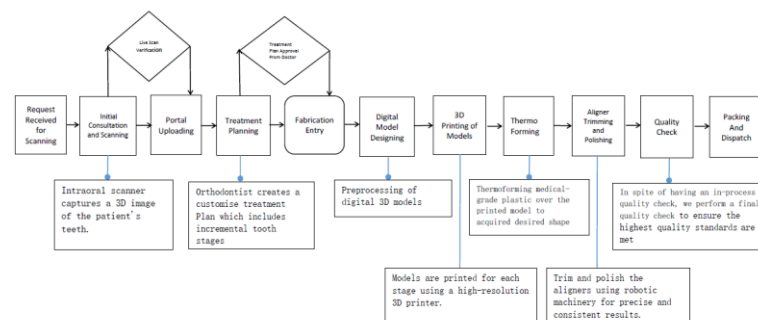 Live Scan
Verification
Treatment
Plan Approval
From Doctor
Request
Received
for
Scanning
Initial
Consultation
and Scanning
Portal
Uploading
Treatment
Planning
Fabrication
Entry
Digital
Model
Designing
3D
Printing of
Models
Thermo
Forming
Aligner
Trimming
and
Polishing
Quality
Check
Packing
And
Dispatch
Intraoral scanner
captures a 3D image
of the patient's
teeth.
Orthodontist creates a
customise treatment
Plan which includes
incremental tooth
stages
Preprocessing of
digital 3D models
Thermoforming medical-
grade plastic over the
printed model to
acquired desired shape
In spite of having an in-process
quality check, we perform a final
quality check to ensure the
highest quality standards are
met
Models are printed for each
stage using a high-resolution
3D printer.
Trim and polish the
aligners using robotic
machinery for precise and
consistent results.